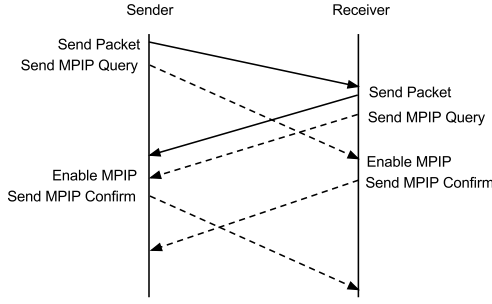 Sender
Receiver
Send Packet
Send MPIP Query
Send Packet
Send MPIP Query
Enable MPIP
Enable MPIP
Send MPIP Confirm
Send MPIP Confirm